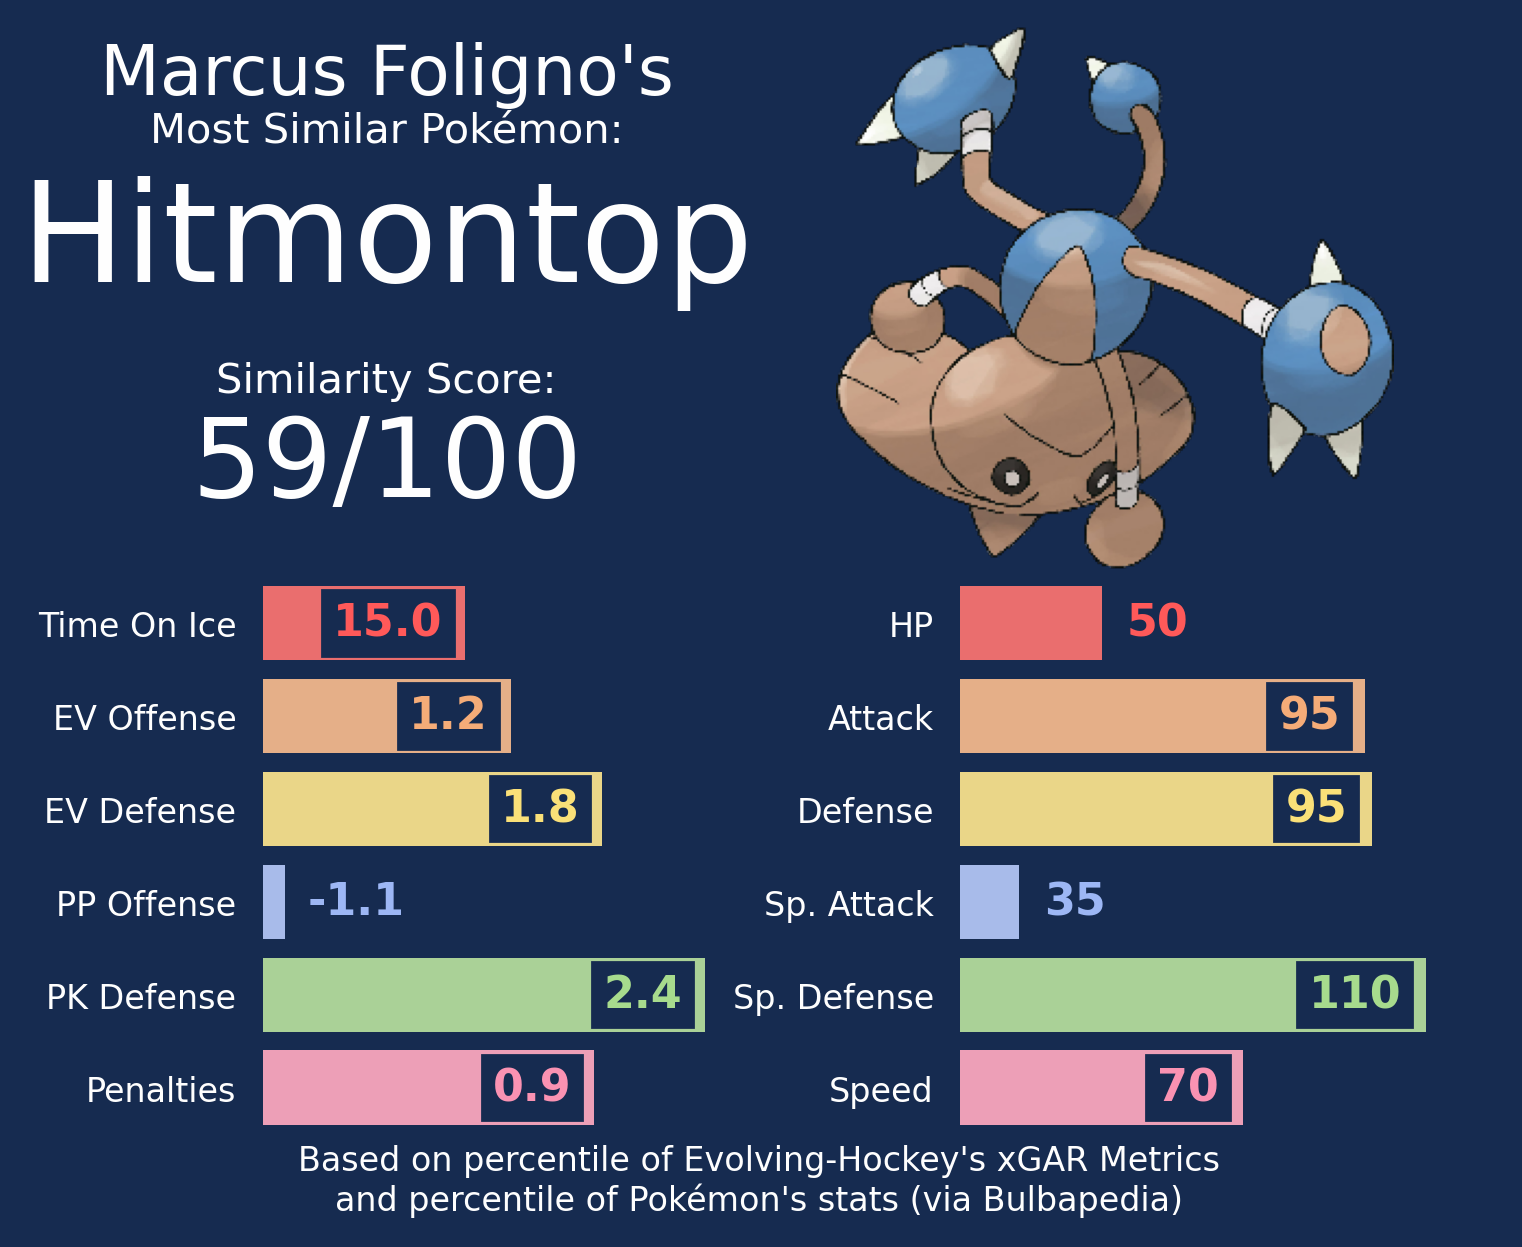 Marcus Foligno's
Most Similar Pokémon:
Hitmontop
Similarity Score:
59/100
Time On Ice 15.0
EV Offense 1.2
EV Defense 1.8
PP Offense -1.1
PK Defense 2.4
Penalties 0.9
HP 50
Attack 95
Defense 95
Sp. Attack 35
Sp. Defense 110
Speed 70
Based on percentile of Evolving-Hockey's xGAR Metrics
and percentile of Pokémon's stats (via Bulbapedia)